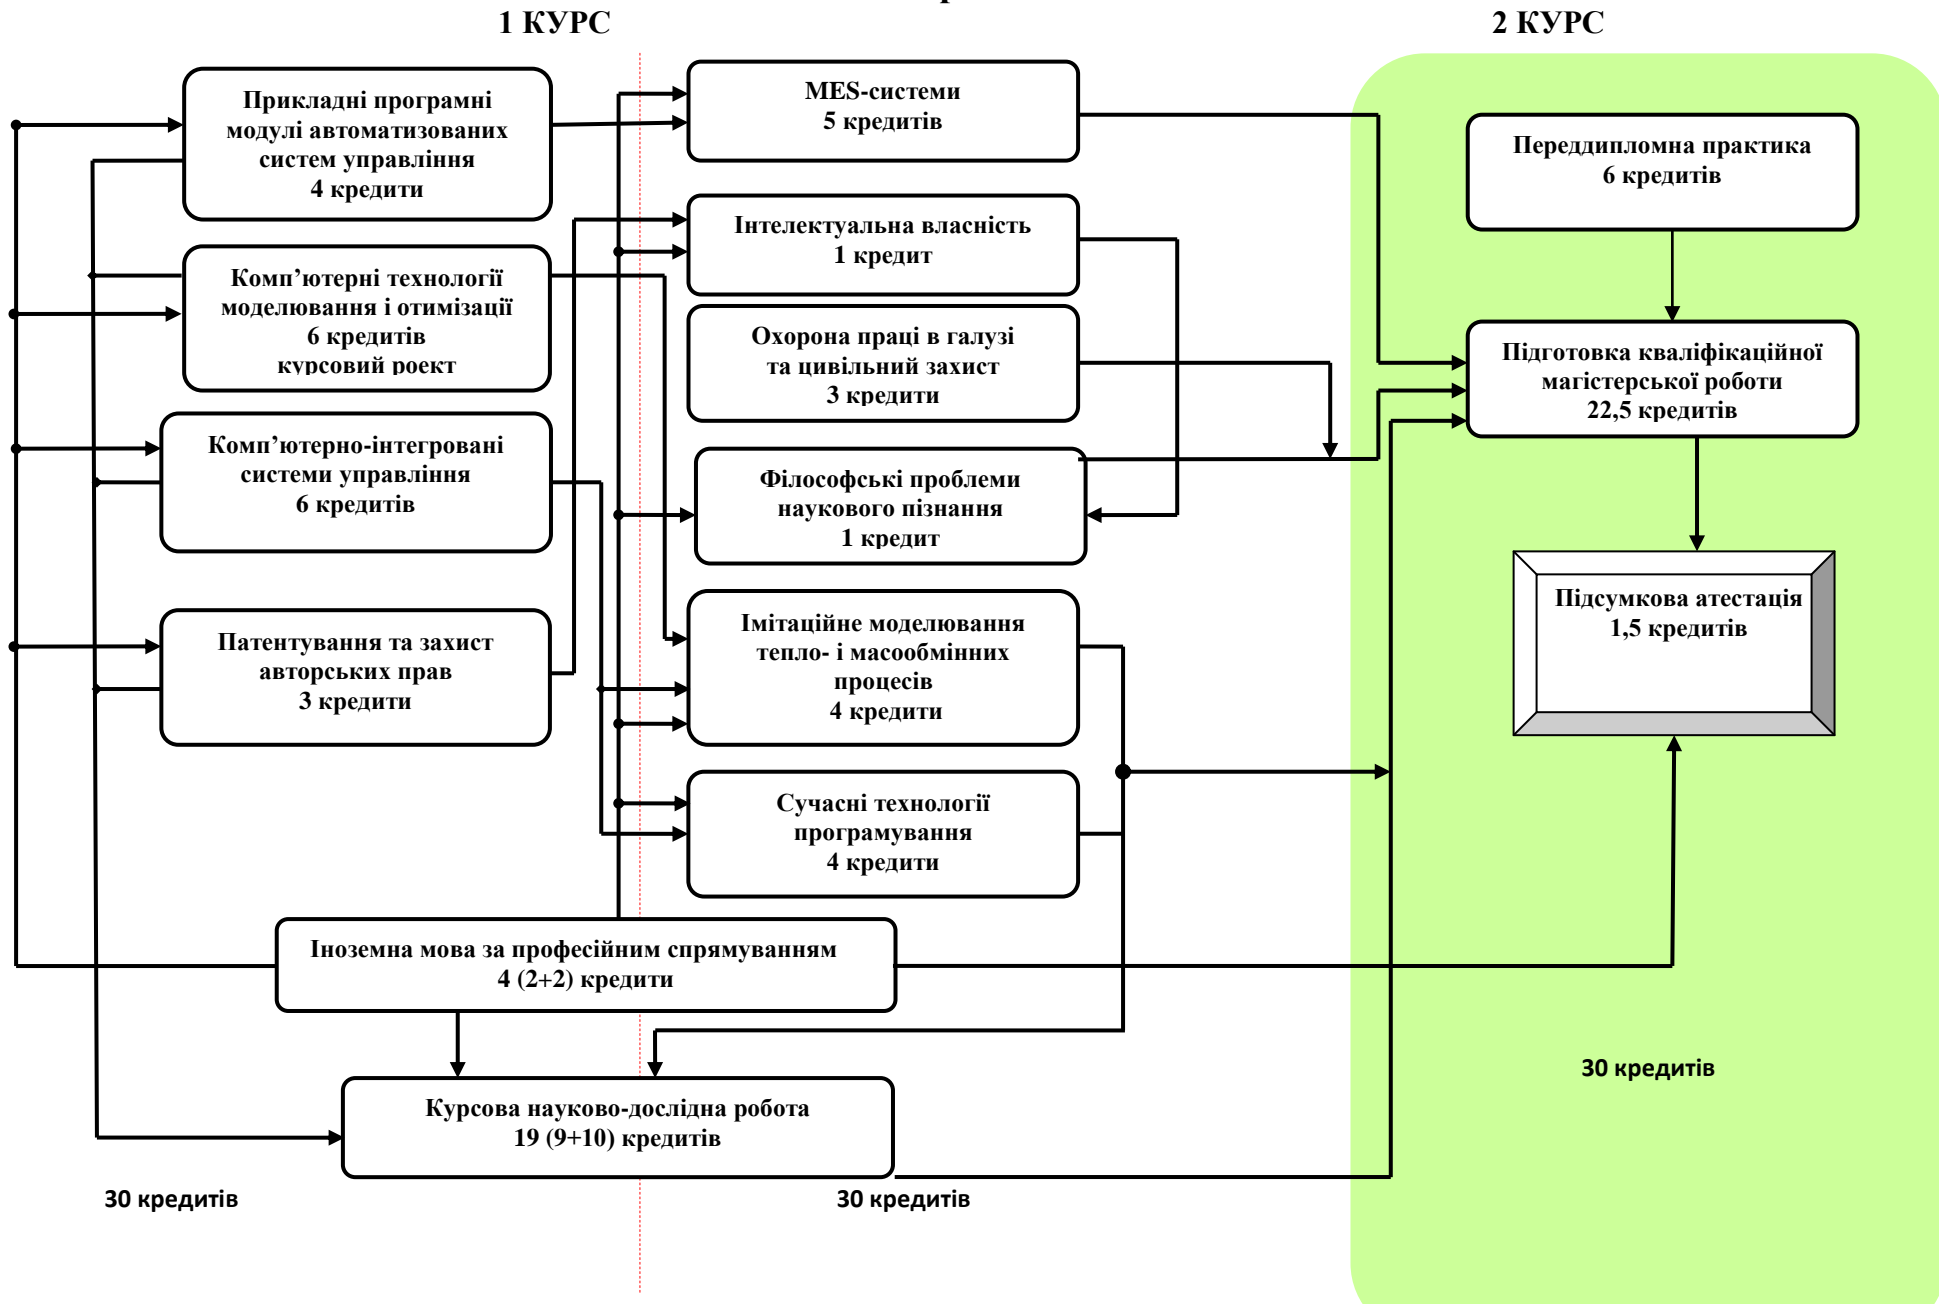 1 КУРС
2 КУРС
Прикладні програмні
модулі автоматизованих
систем управління
4 кредити
Комп’ютерні технології
моделювання і отимізації
6 кредитів
курсовий роект
Комп’ютерно-інтегровані
системи управління
6 кредитів
Патентування та захист
авторських прав
3 кредити
MES-системи
5 кредитів
Інтелектуальна власність
1 кредит
Охорона праці в галузі
та цивільний захист
3 кредити
Філософські проблеми
наукового пізнання
1 кредит
Імітаційне моделювання
тепло- і масообмінних
процесів
4 кредити
Сучасні технології
програмування
4 кредити
Іноземна мова за професійним спрямуванням
4 (2+2) кредити
Курсова науково-дослідна робота
19 (9+10) кредитів
30 кредитів
30 кредитів
Переддипломна практика
6 кредитів
Підготовка кваліфікаційної
магістерської роботи
22,5 кредитів
Підсумкова атестація
1,5 кредитів
30 кредитів